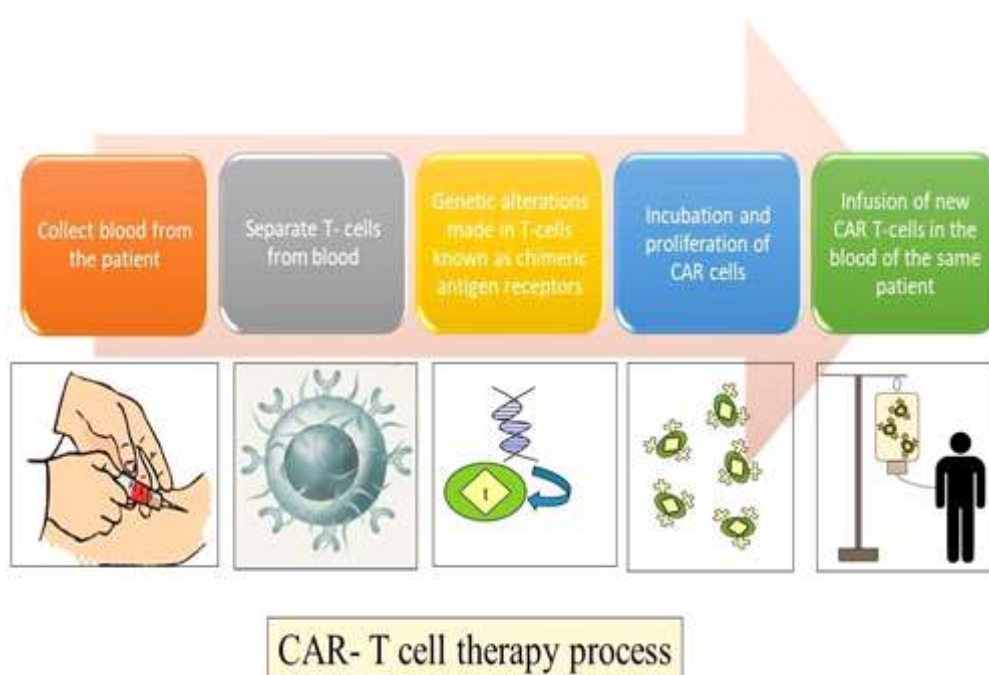 Collect blood from
the patient
Separate T- cells
from blood
Genetic alterations
made in T-cells
known as chimeric
antigen receptors
Incubation and
proliferation of
CAR cells
Infusion of new
CAR T-cells in the
blood of the same
patient
t
CAR- T cell therapy process